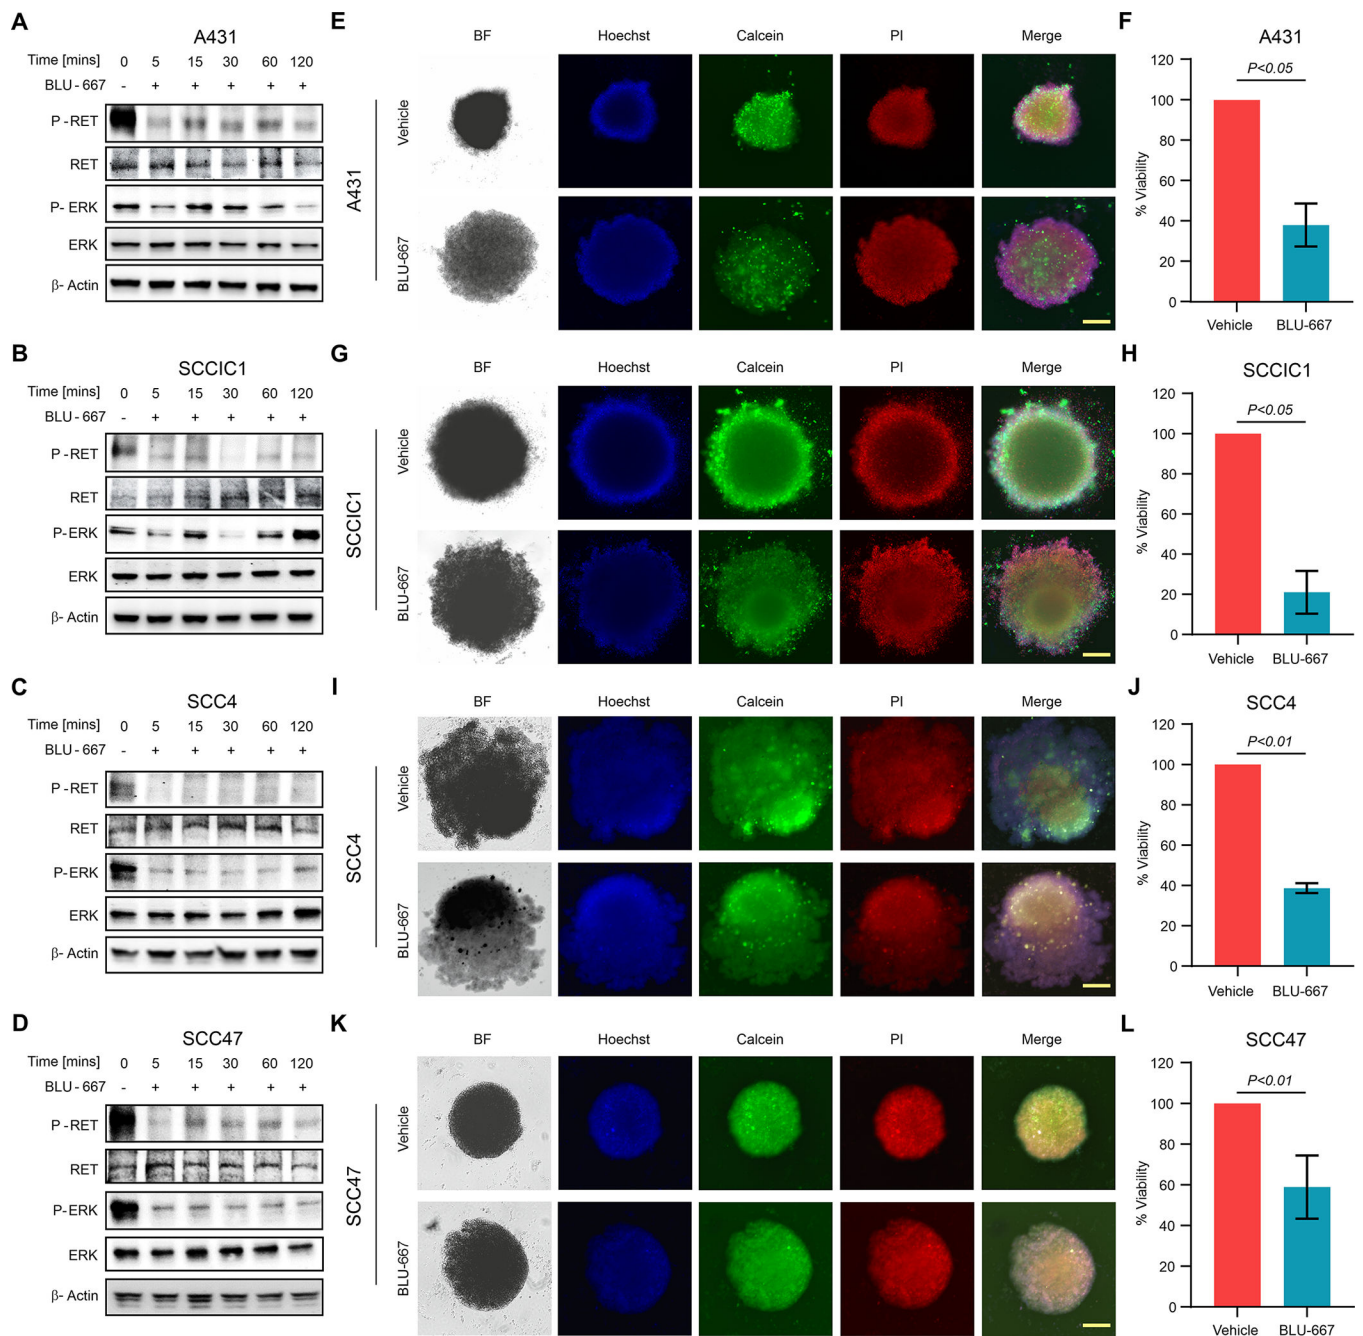 A
A431
Time [mins] 0 5 15 30 60 120
BLU - 667 - + + + + +
P -RET
RET
P- ERK
ERK
β- Actin
E
BF Hoechst Calcein PI Merge
A431
Vehicle
BLU-667
F
A431
P<0.05
% Viability
120
100
80
60
40
20
0
Vehicle BLU-667
B
SCCIC1
Time [mins] 0 5 15 30 60 120
BLU - 667 - + + + + +
P -RET
RET
P-ERK
ERK
β- Actin
G
BF Hoechst Calcein PI Merge
SCCIC1
Vehicle
BLU-667
H
SCCIC1
P<0.05
% Viability
120
100
80
60
40
20
0
Vehicle BLU-667
C
SCC4
Time [mins] 0 5 15 30 60 120
BLU - 667 - + + + + +
P -RET
RET
P-ERK
ERK
β- Actin
I
BF Hoechst Calcein PI Merge
SCC4
Vehicle
BLU-667
J
SCC4
P<0.01
% Viability
120
100
80
60
40
20
0
Vehicle BLU-667
D
SCC47
Time [mins] 0 5 15 30 60 120
BLU - 667 - + + + + +
P -RET
RET
P-ERK
ERK
β- Actin
K
BF Hoechst Calcein PI Merge
SCC47
Vehicle
BLU-667
L
SCC47
P<0.01
% Viability
120
100
80
60
40
20
0
Vehicle BLU-667